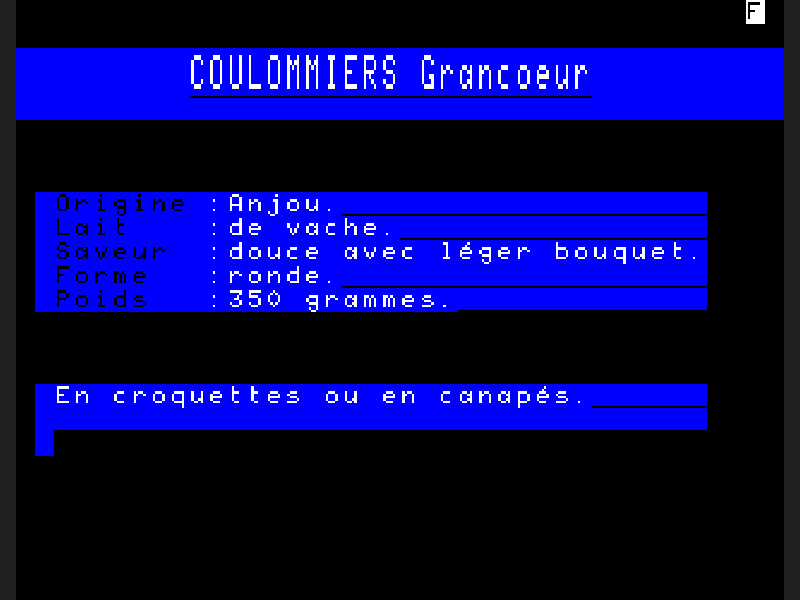 F
COULOMMIERS Grancoeur
Origine :Anjou.
Lait :de vache.
Saveur :douce avec léger bouquet.
Forme :ronde.
Poids :350 grammes.
En croquettes ou en canapés.